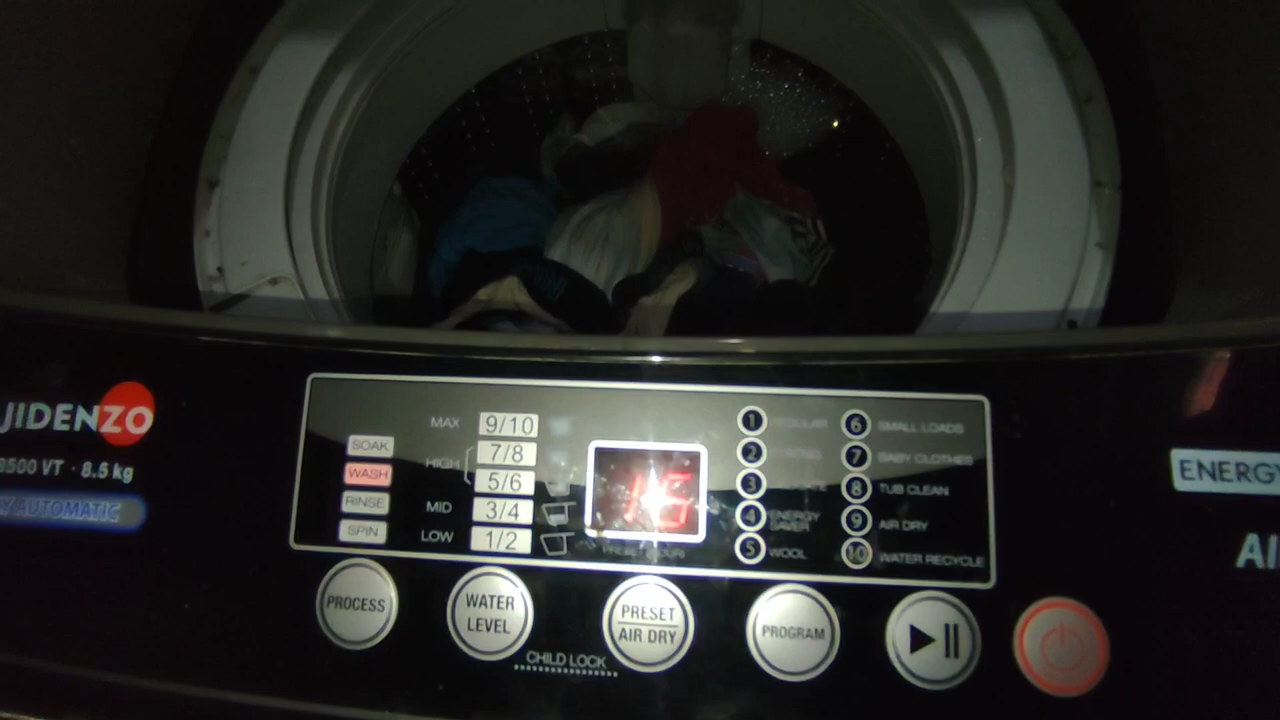 JIDENZO
8500 VT · 8.5 kg
Y AUTOMATIC
SOAK
WASH
RINSE
SPIN
MAX 9/10
HIGH 7/8
5/6
MID 3/4
LOW 1/2
1
2
3
4 ENERGY SAVER
5 WOOL
6 SMALL LOADS
7 BABY CLOTHES
8 TUB CLEAN
9 AIR DRY
10 WATER RECYCLE
PROCESS
WATER LEVEL
PRESET
AIR DRY
PROGRAM
CHILD LOCK
ENERGY